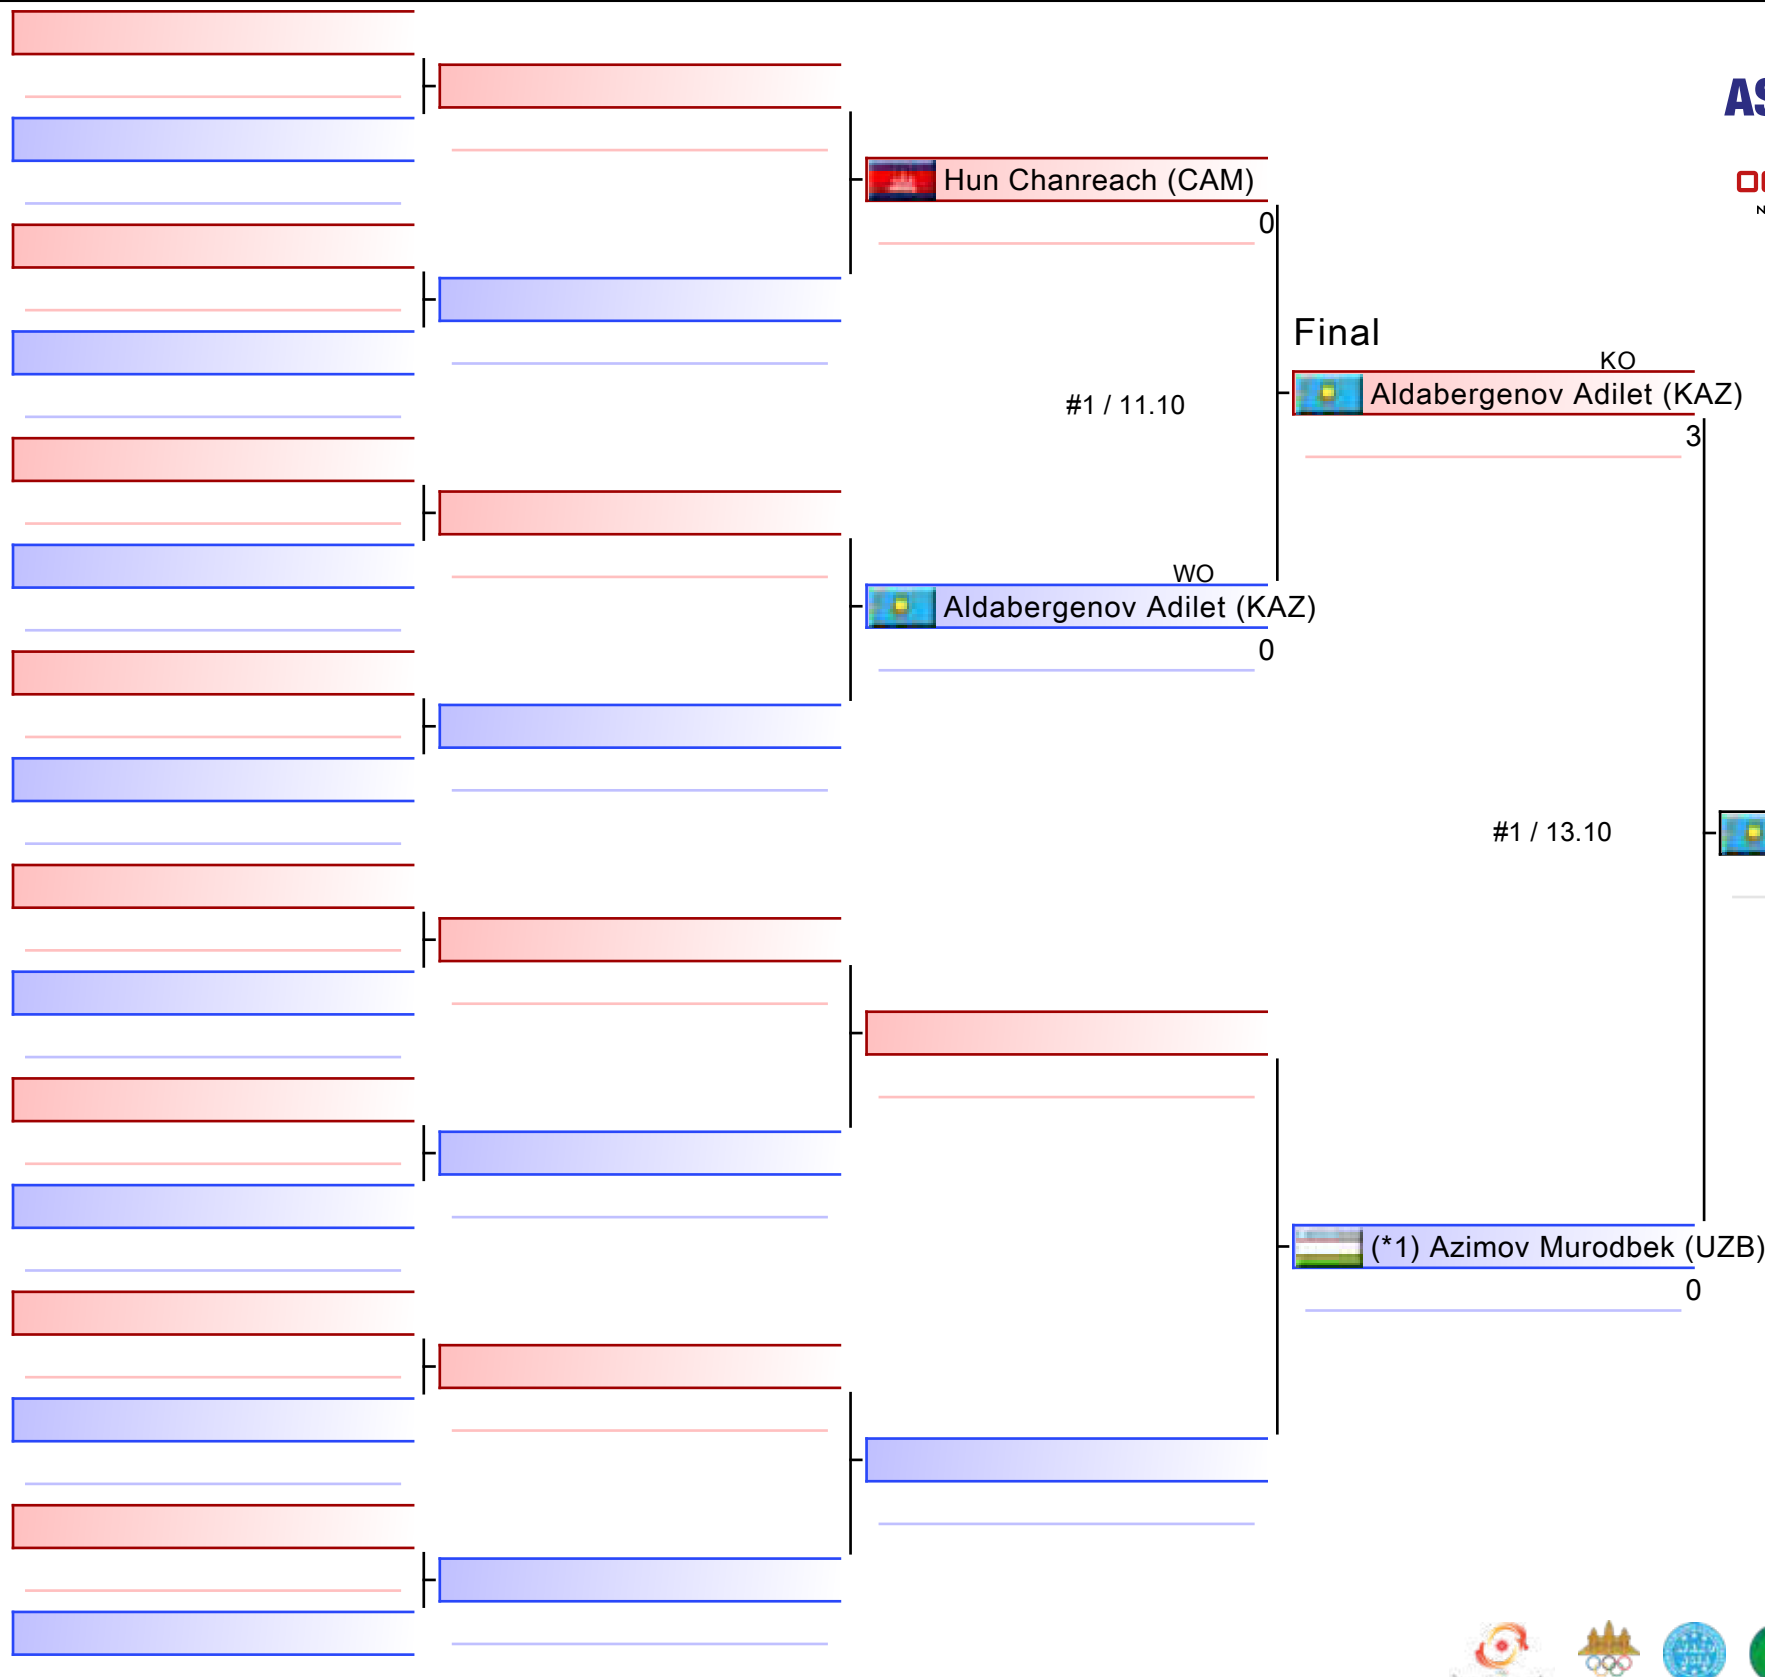 AS
Hun Chanreach (CAM)
0
Final
KO
Aldabergenov Adilet (KAZ)
3
#1 / 11.10
WO
Aldabergenov Adilet (KAZ)
0
#1 / 13.10
(*1) Azimov Murodbek (UZB)
0